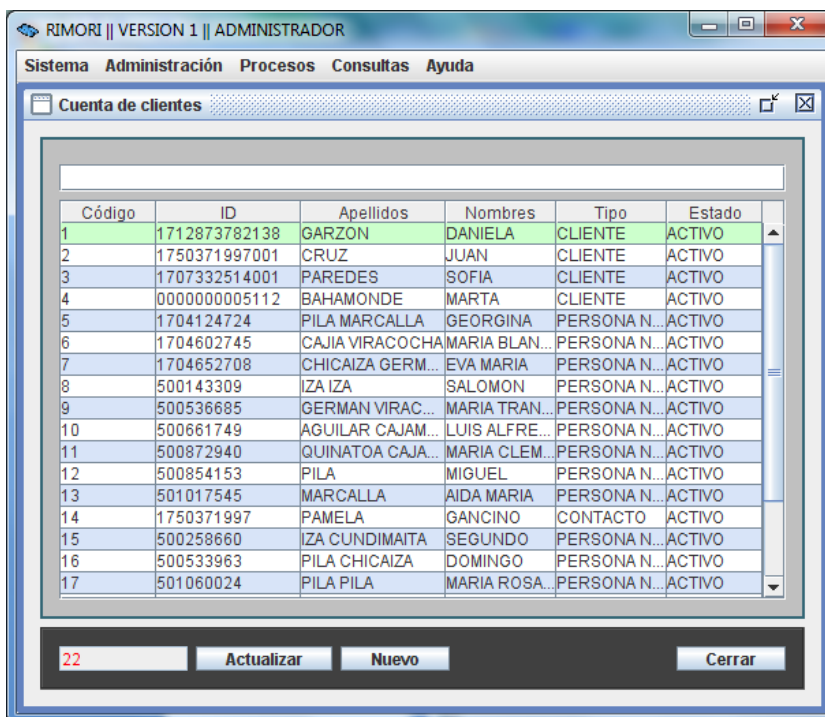 RIMORI || VERSION 1 || ADMINISTRADOR
Sistema Administración Procesos Consultas Ayuda
Cuenta de clientes
Código ID Apellidos Nombres Tipo Estado
1 1712873782138 GARZON DANIELA CLIENTE ACTIVO
2 1750371997001 CRUZ JUAN CLIENTE ACTIVO
3 1707332514001 PAREDES SOFIA CLIENTE ACTIVO
4 0000000005112 BAHAMONDE MARTA CLIENTE ACTIVO
5 1704124724 PILA MARCALLA GEORGINA PERSONA N... ACTIVO
6 1704602745 CAJIA VIRACOCHA MARIA BLAN... PERSONA N... ACTIVO
7 1704652708 CHICAIZA GERM... EVA MARIA PERSONA N... ACTIVO
8 500143309 IZA IZA SALOMON PERSONA N... ACTIVO
9 500536685 GERMAN VIRAC... MARIA TRAN... PERSONA N... ACTIVO
10 500661749 AGUILAR CAJAM... LUIS ALFRE... PERSONA N... ACTIVO
11 500872940 QUINATOA CAJA... MARIA CLEM... PERSONA N... ACTIVO
12 500854153 PILA MIGUEL PERSONA N... ACTIVO
13 501017545 MARCALLA AIDA MARIA PERSONA N... ACTIVO
14 1750371997 PAMELA GANCINO CONTACTO ACTIVO
15 500258660 IZA CUNDIMAITA SEGUNDO PERSONA N... ACTIVO
16 500533963 PILA CHICAIZA DOMINGO PERSONA N... ACTIVO
17 501060024 PILA PILA MARIA ROSA... PERSONA N... ACTIVO
22 Actualizar Nuevo Cerrar